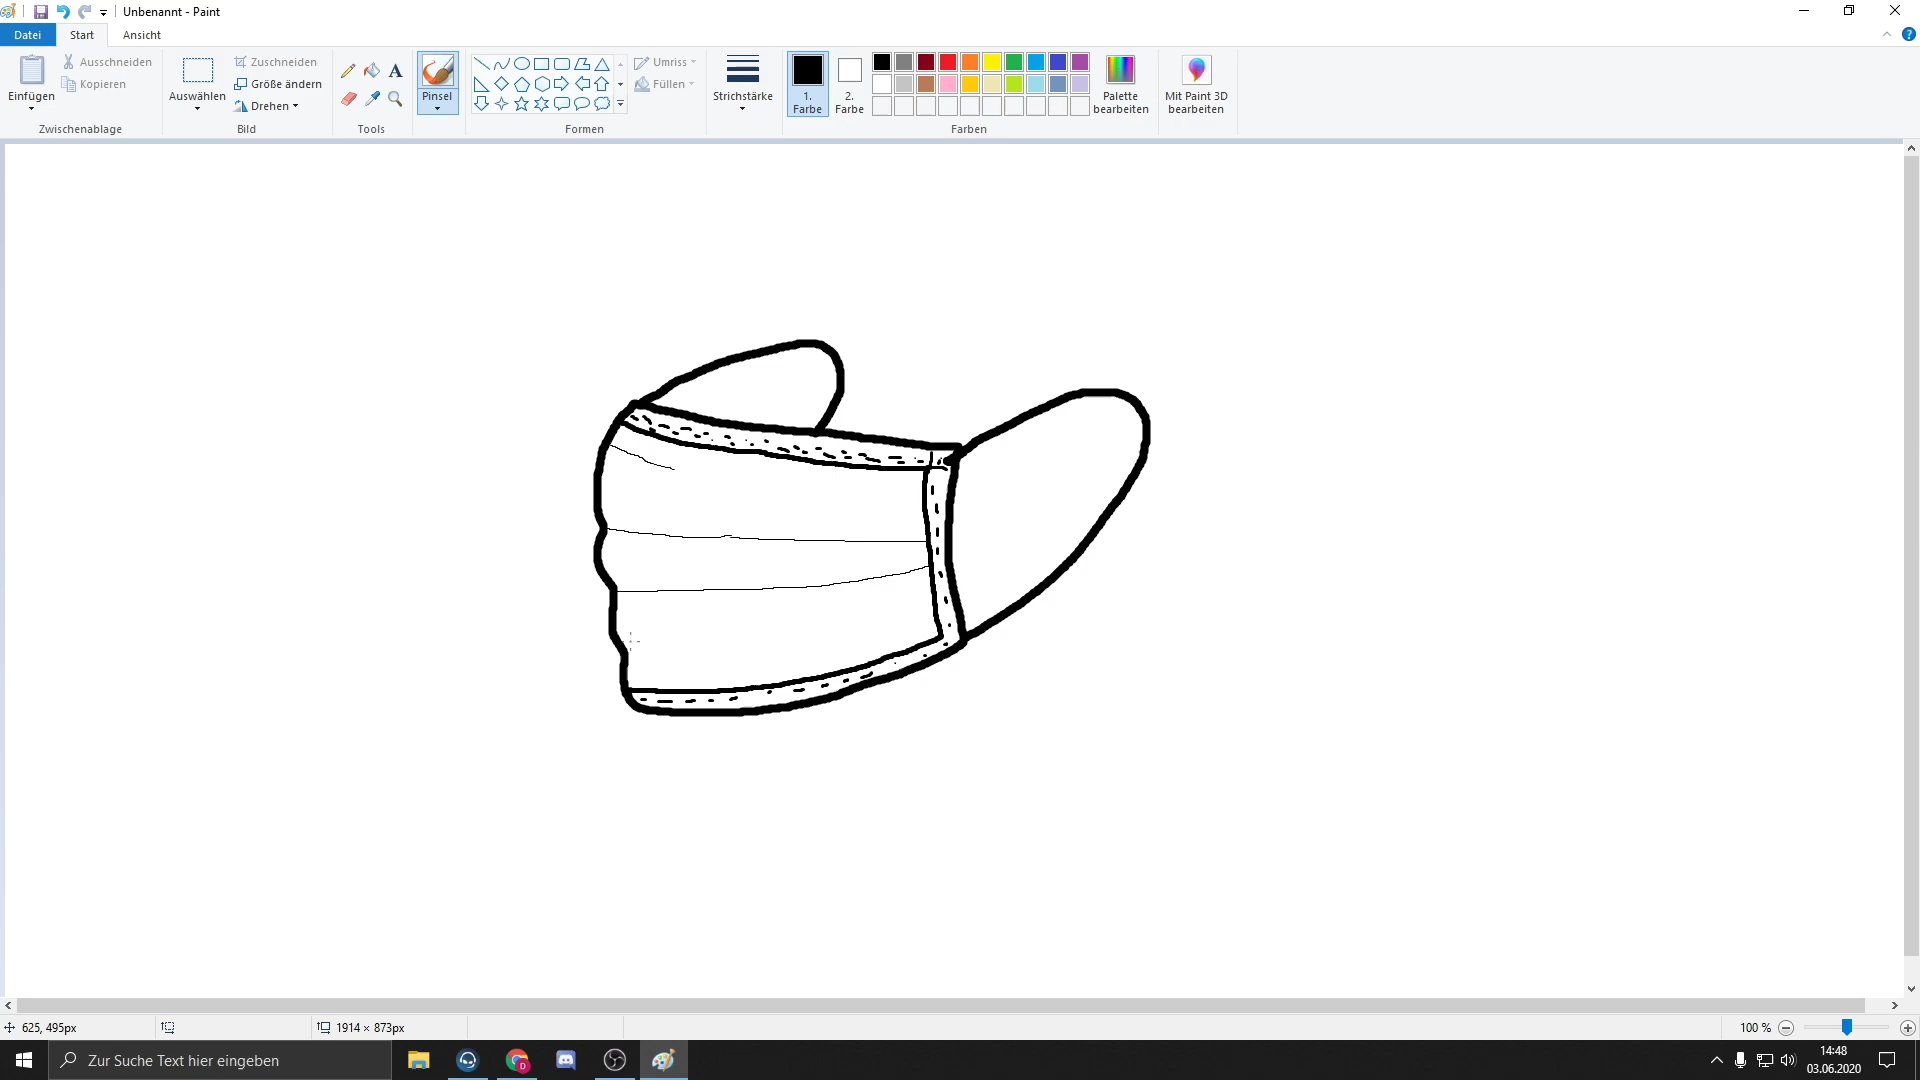 Unbenannt - Paint
Datei Start Ansicht
Einfügen
Ausschneiden
Kopieren
Zwischenablage
Auswählen
Zuschneiden
Größe ändern
Drehen
Bild
A
Tools
Pinsel
Formen
Umriss
Füllen
Strichstärke
1.
Farbe
2.
Farbe
Farben
Palette
bearbeiten
Mit Paint 3D
bearbeiten
?
625, 495px
1914 × 873px
100 %
Zur Suche Text hier eingeben
D
14:48
03.06.2020